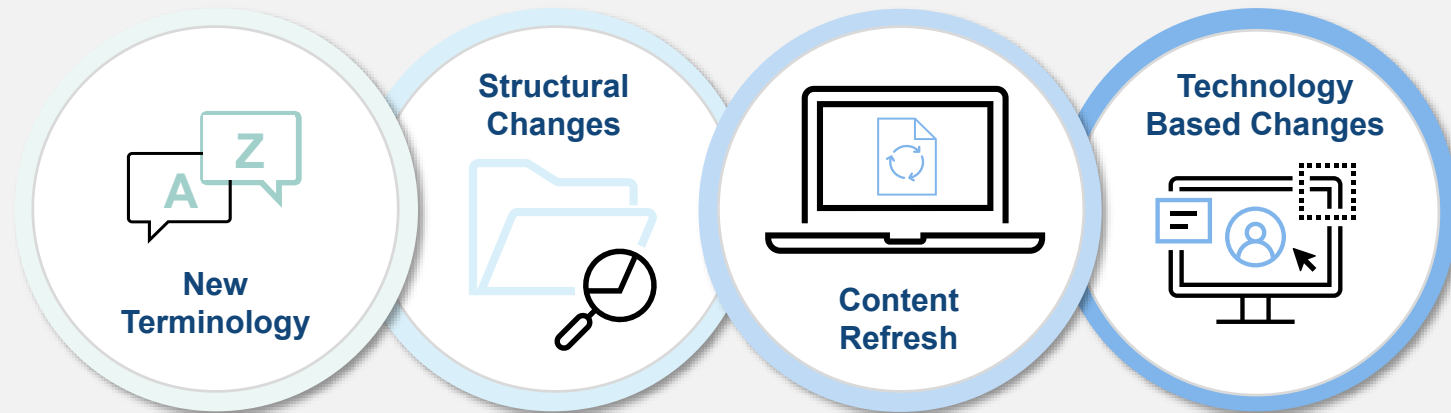 A
Z
New
Terminology
Structural
Changes
Content
Refresh
Technology
Based Changes